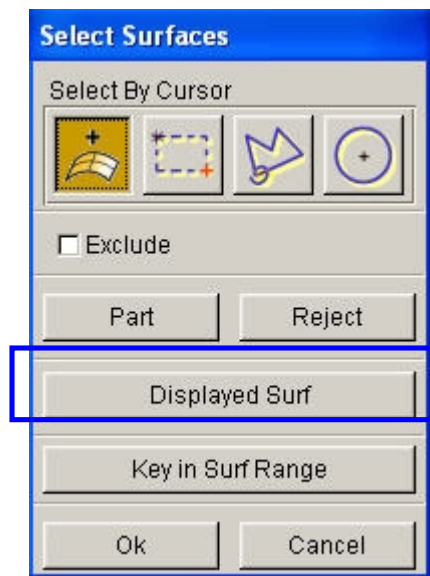 Select Surfaces
Select By Cursor
Exclude
Part Reject
Displayed Surf
Key in Surf Range
Ok Cancel